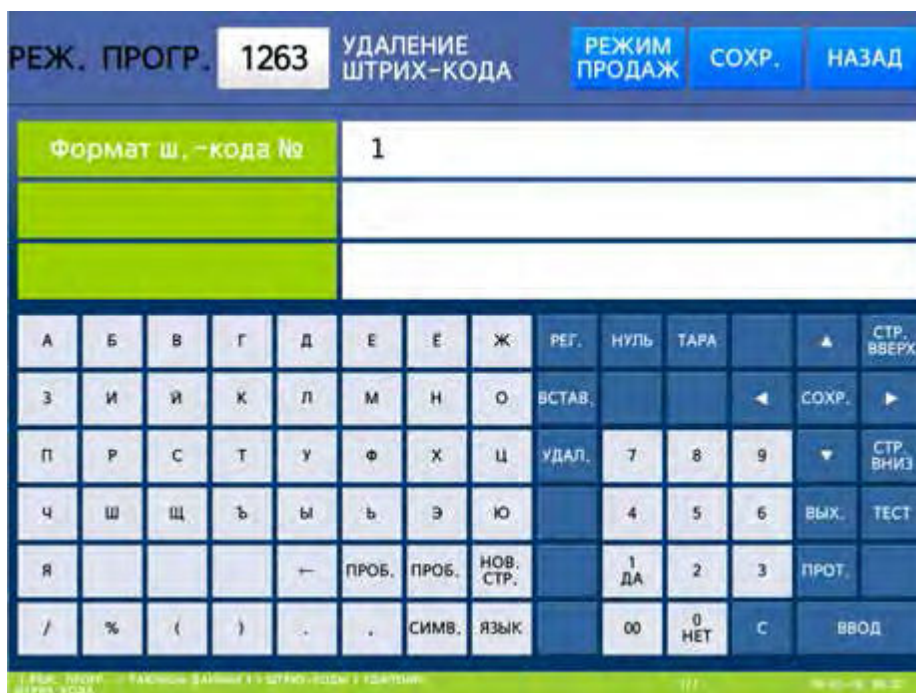 РЕЖ. ПРОГР. 1263 УДАЛЕНИЕ ШТРИХ-КОДА РЕЖИМ ПРОДАЖ СОХР. НАЗАД
Формат ш.-кода № 1
А Б В Г Д Е Ё Ж РЕГ. НУЛЬ ТАРА ▲ СТР. ВВЕРХ
З И Й К Л М Н О ВСТАВ. ◀ СОХР. ▶
П Р С Т У Ф Х Ц УДАЛ. 7 8 9 ▼ СТР. ВНИЗ
Ч Ш Щ Ъ Ы Ь Э Ю 4 5 6 ВЫХ. ТЕСТ
Я ← ПРОБ. ПРОБ. НОВ. СТР. 1 ДА 2 3 ПРОТ.
/ % ( ) . , СИМВ. ЯЗЫК 00 0 НЕТ С ВВОД